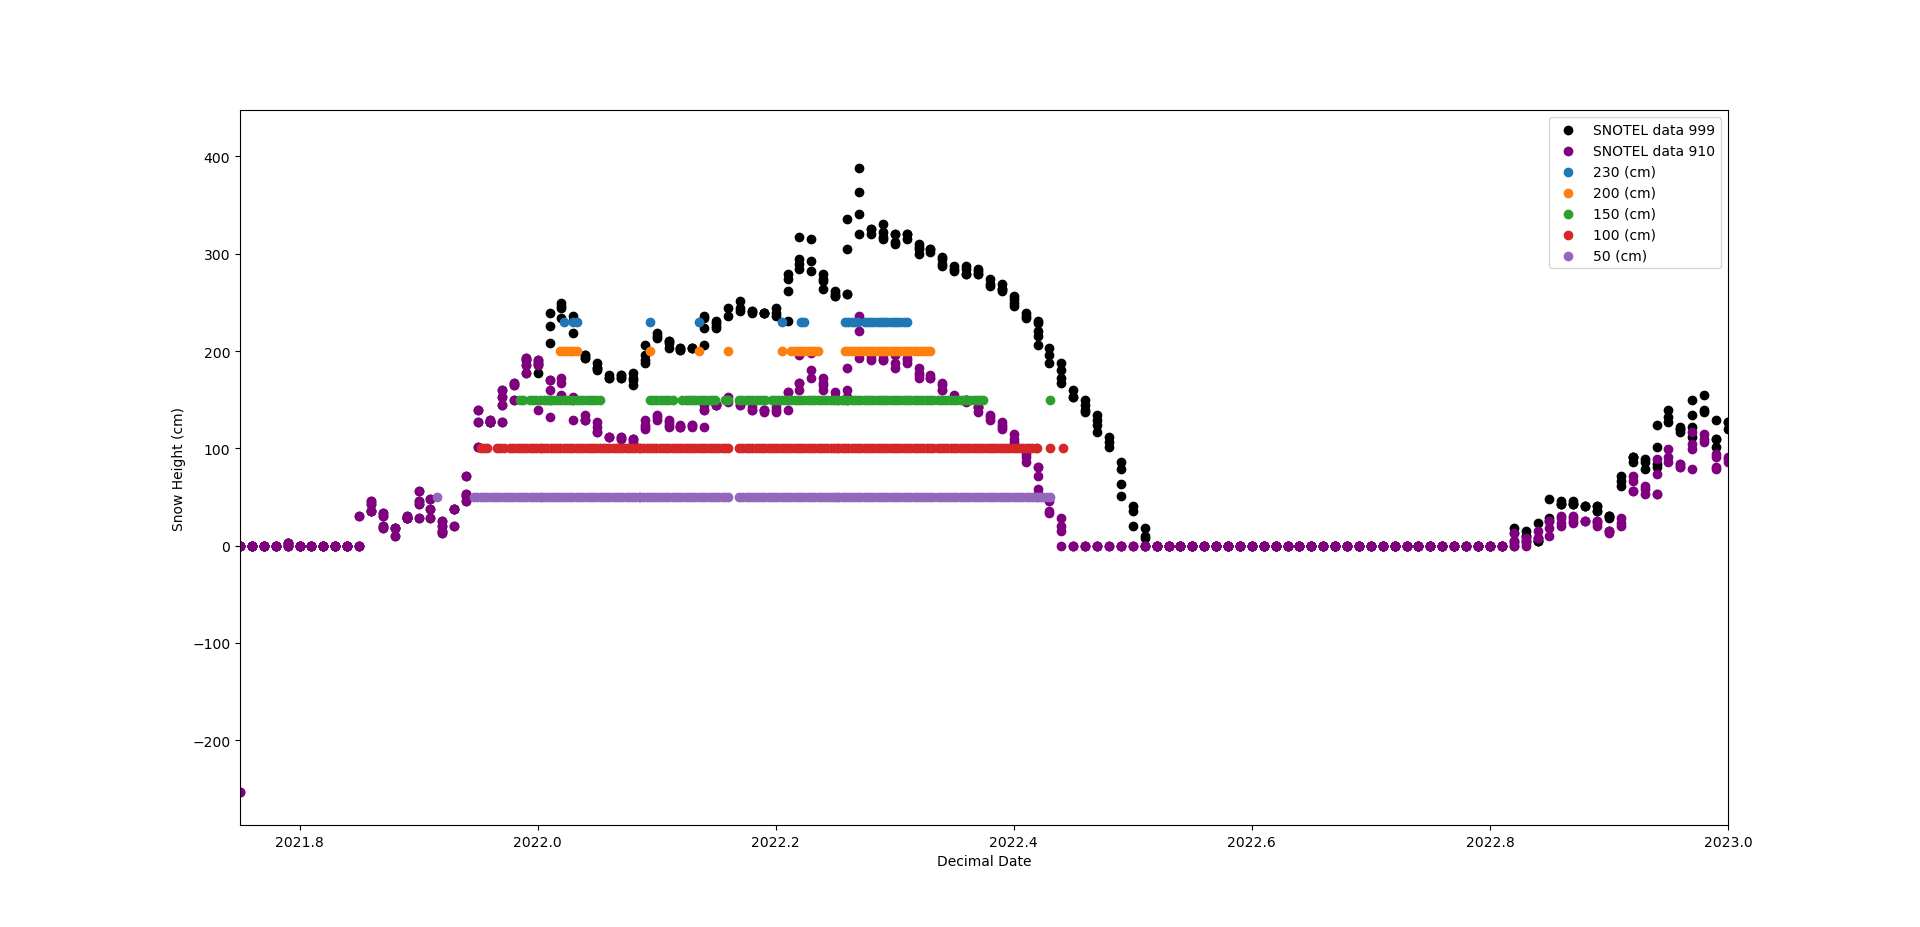 SNOTEL data 999
SNOTEL data 910
230 (cm)
200 (cm)
150 (cm)
100 (cm)
50 (cm)
Snow Height (cm)
400
300
200
100
0
−100
−200
2021.8 2022.0 2022.2 2022.4 2022.6 2022.8 2023.0
Decimal Date